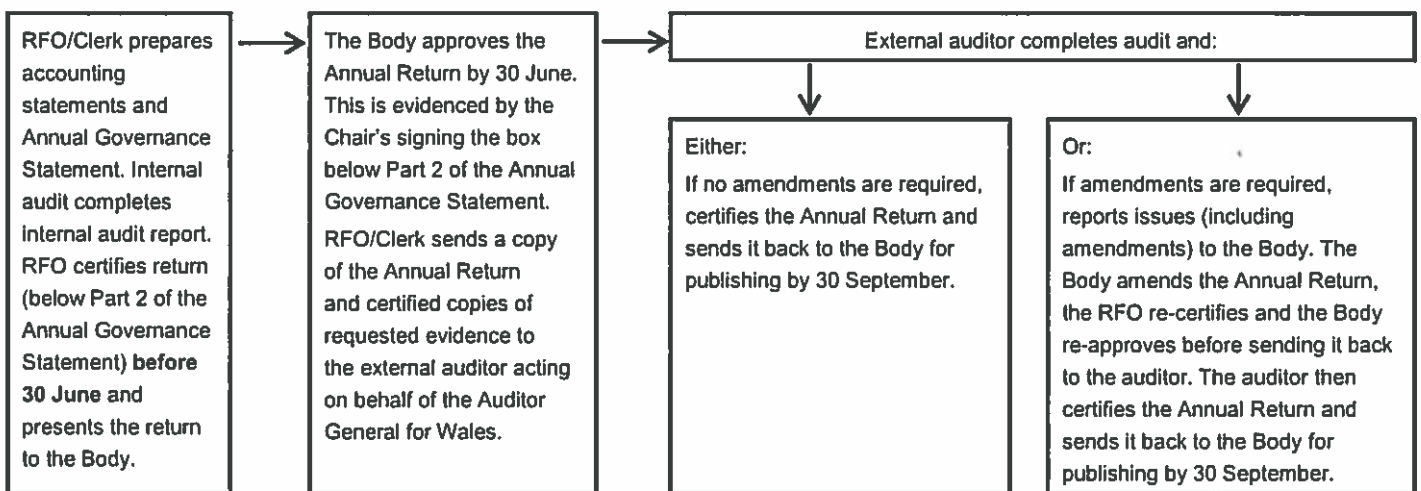 RFO/Clerk prepares
accounting
statements and
Annual Governance
Statement. Internal
audit completes
internal audit report.
RFO certifies return
(below Part 2 of the
Annual Governance
Statement) before
30 June and
presents the return
to the Body.
The Body approves the
Annual Return by 30 June.
This is evidenced by the
Chair's signing the box
below Part 2 of the Annual
Governance Statement.
RFO/Clerk sends a copy
of the Annual Return
and certified copies of
requested evidence to
the external auditor acting
on behalf of the Auditor
General for Wales.
External auditor completes audit and:
Either:
If no amendments are required,
certifies the Annual Return and
sends it back to the Body for
publishing by 30 September.
Or:
If amendments are required,
reports issues (including
amendments) to the Body. The
Body amends the Annual Return,
the RFO re-certifies and the Body
re-approves before sending it back
to the auditor. The auditor then
certifies the Annual Return and
sends it back to the Body for
publishing by 30 September.